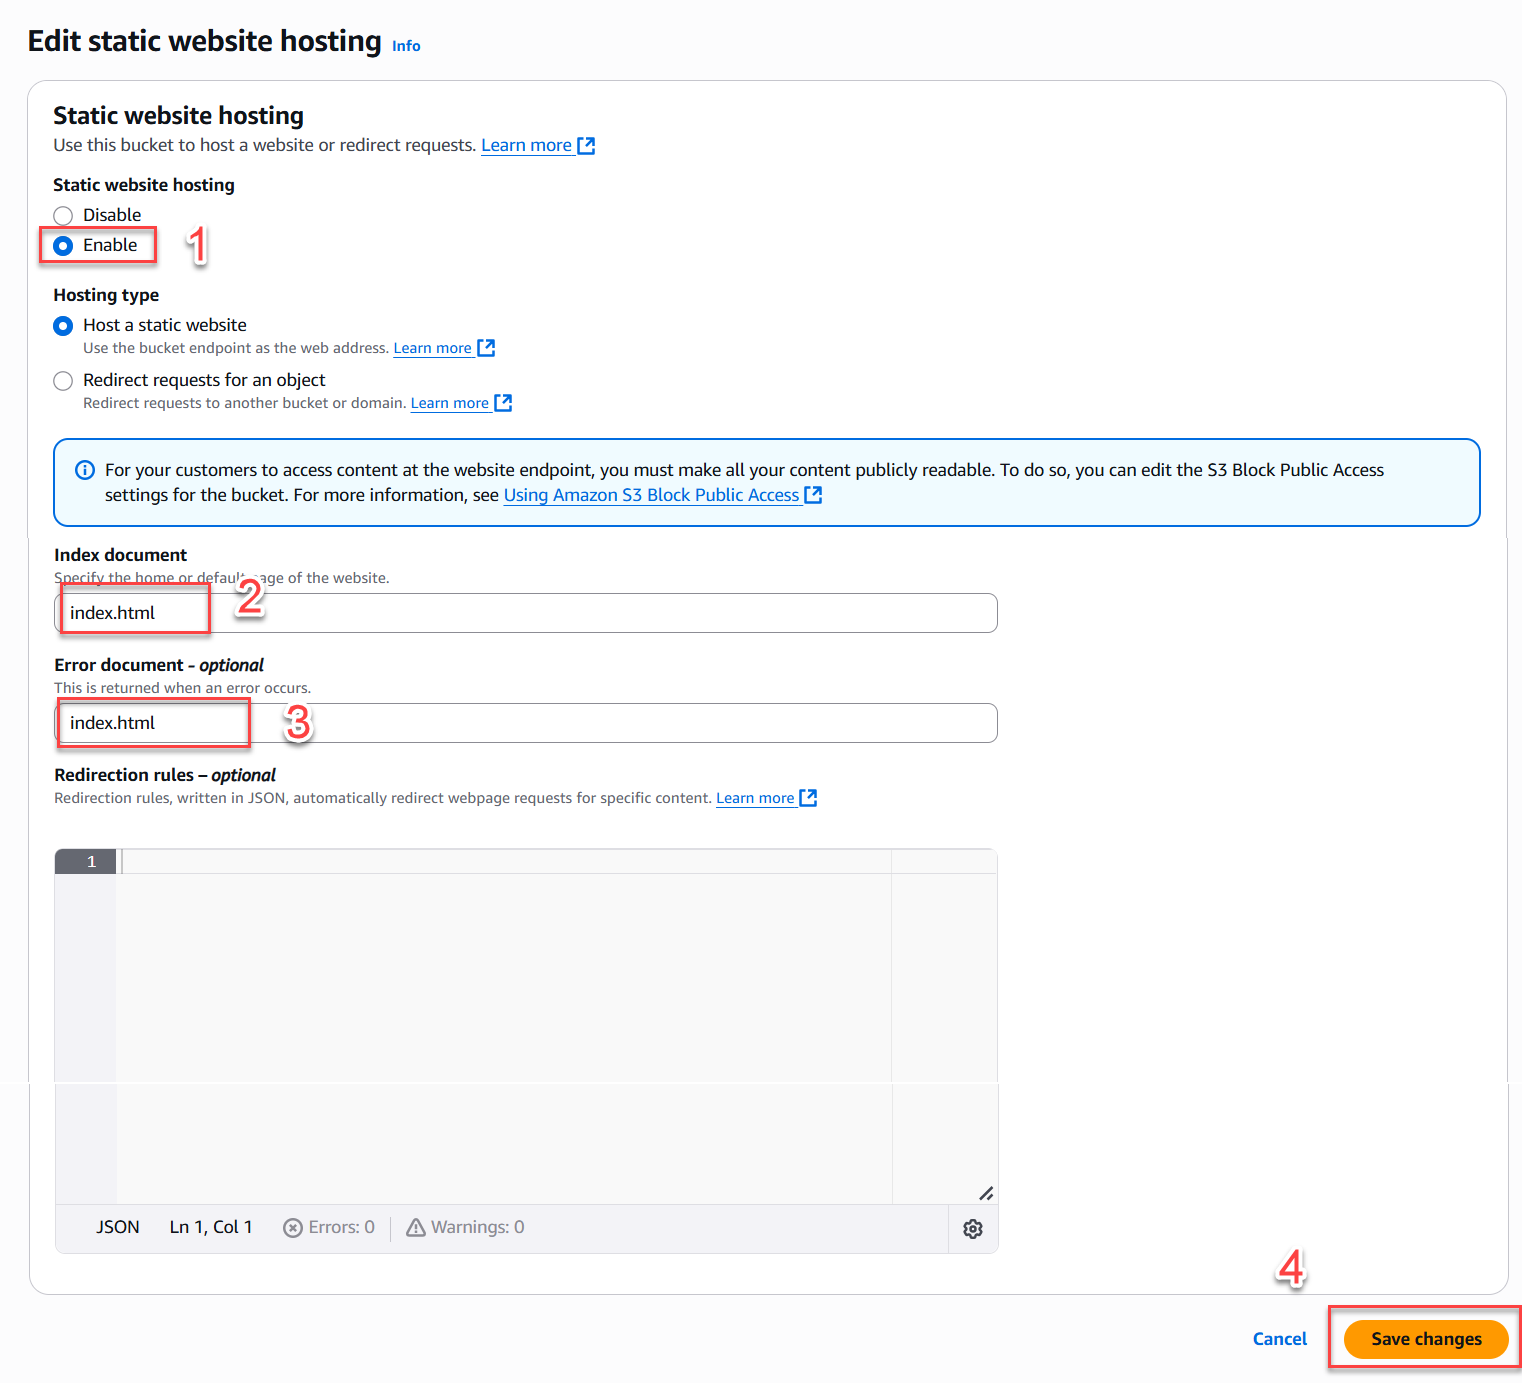 Edit static website hosting Info
Static website hosting
Use this bucket to host a website or redirect requests. Learn more
Static website hosting
Disable
Enable 1
Hosting type
Host a static website
Use the bucket endpoint as the web address. Learn more
Redirect requests for an object
Redirect requests to another bucket or domain. Learn more
For your customers to access content at the website endpoint, you must make all your content publicly readable. To do so, you can edit the S3 Block Public Access
settings for the bucket. For more information, see Using Amazon S3 Block Public Access
Index document
Specify the home or default page of the website.
index.html 2
Error document - optional
This is returned when an error occurs.
index.html 3
Redirection rules – optional
Redirection rules, written in JSON, automatically redirect webpage requests for specific content. Learn more
1
JSON Ln 1, Col 1 Errors: 0 Warnings: 0
4
Cancel Save changes